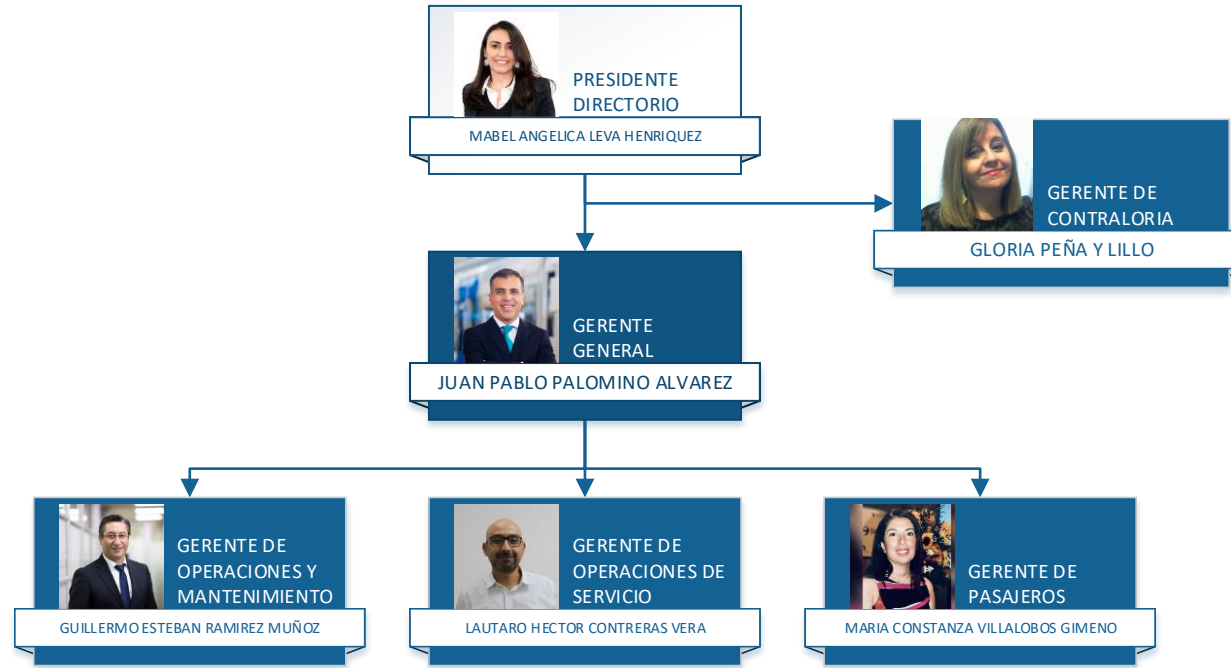 PRESIDENTE
DIRECTORIO
MABEL ANGELICA LEVA HENRIQUEZ
GERENTE DE
CONTRALORIA
GLORIA PEÑA Y LILLO
GERENTE
GENERAL
JUAN PABLO PALOMINO ALVAREZ
GERENTE DE
OPERACIONES Y
MANTENIMIENTO
GUILLERMO ESTEBAN RAMIREZ MUÑOZ
GERENTE DE
OPERACIONES DE
SERVICIO
LAUTARO HECTOR CONTRERAS VERA
GERENTE DE
PASAJEROS
MARIA CONSTANZA VILLALOBOS GIMENO